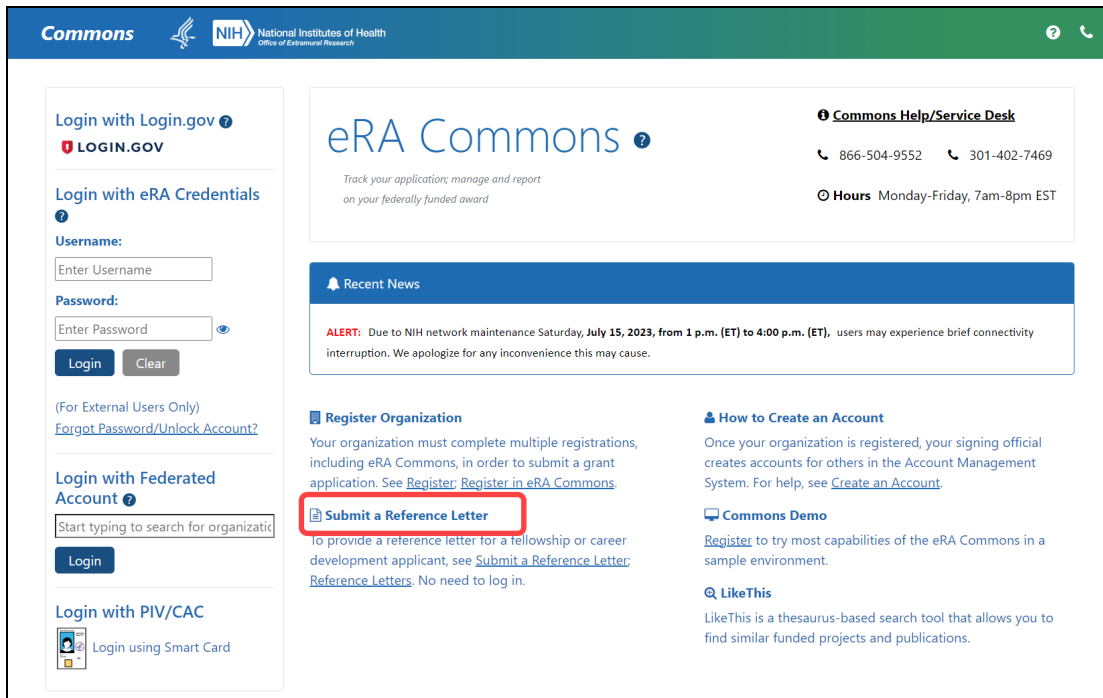 Commons
NIH
National Institutes of Health
Office of Extramural Research
Login with Login.gov
LOGIN.GOV
Login with eRA Credentials
Username:
Enter Username
Password:
Enter Password
Login Clear
(For External Users Only)
Forgot Password/Unlock Account?
Login with Federated
Account
Start typing to search for organizatic
Login
Login with PIV/CAC
Login using Smart Card
eRA Commons
Track your application; manage and report
on your federally funded award
Commons Help/Service Desk
866-504-9552 301-402-7469
Hours Monday-Friday, 7am-8pm EST
Recent News
ALERT: Due to NIH network maintenance Saturday, July 15, 2023, from 1 p.m. (ET) to 4:00 p.m. (ET), users may experience brief connectivity
interruption. We apologize for any inconvenience this may cause.
Register Organization
Your organization must complete multiple registrations,
including eRA Commons, in order to submit a grant
application. See Register; Register in eRA Commons.
Submit a Reference Letter
To provide a reference letter for a fellowship or career
development applicant, see Submit a Reference Letter;
Reference Letters. No need to log in.
How to Create an Account
Once your organization is registered, your signing official
creates accounts for others in the Account Management
System. For help, see Create an Account.
Commons Demo
Register to try most capabilities of the eRA Commons in a
sample environment.
LikeThis
LikeThis is a thesaurus-based search tool that allows you to
find similar funded projects and publications.